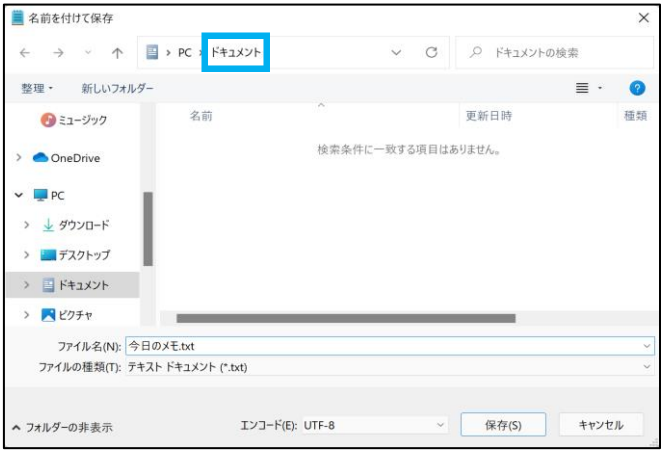 名前を付けて保存
PC › ドキュメント
ドキュメントの検索
整理
新しいフォルダー
ミュージック
OneDrive
PC
ダウンロード
デスクトップ
ドキュメント
ピクチャ
名前 更新日時 種類
検索条件に一致する項目はありません。
ファイル名(N): 今日のメモ.txt
ファイルの種類(T): テキスト ドキュメント (*.txt)
フォルダーの非表示
エンコード(E): UTF-8
保存(S)
キャンセル